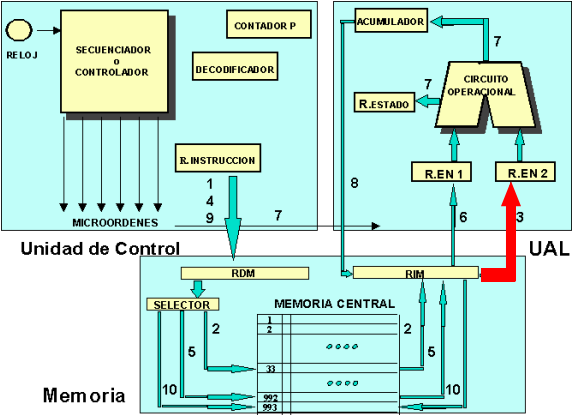 RELOJ
SECUENCIADOR
o
CONTROLADOR
CONTADOR P
DECODIFICADOR
R.INSTRUCCION
1
4
9
MICROORDENES
7
Unidad de Control
ACUMULADOR
7
CIRCUITO
OPERACIONAL
7
R.ESTADO
R.EN 1
R.EN 2
8
6
3
UAL
RDM
RIM
SELECTOR
MEMORIA CENTRAL
1
2
2
2
5
5
33
10
10
992
993
Memoria